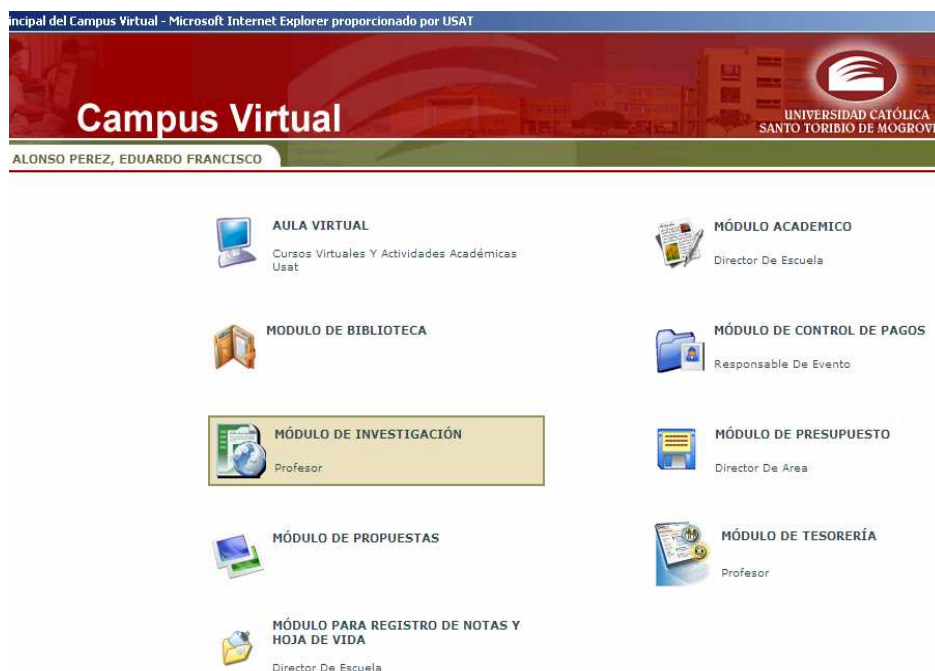 incipal del Campus Virtual - Microsoft Internet Explorer proporcionado por USAT
Campus Virtual
UNIVERSIDAD CATÓLICA
SANTO TORIBIO DE MOGROVE
ALONSO PEREZ, EDUARDO FRANCISCO
AULA VIRTUAL
Cursos Virtuales Y Actividades Académicas
Usat
MÓDULO ACADEMICO
Director De Escuela
MODULO DE BIBLIOTECA
MÓDULO DE CONTROL DE PAGOS
Responsable De Evento
MÓDULO DE INVESTIGACIÓN
Profesor
MÓDULO DE PRESUPUESTO
Director De Area
MÓDULO DE PROPUESTAS
MÓDULO DE TESORERÍA
Profesor
MÓDULO PARA REGISTRO DE NOTAS Y
HOJA DE VIDA
Director De Escuela